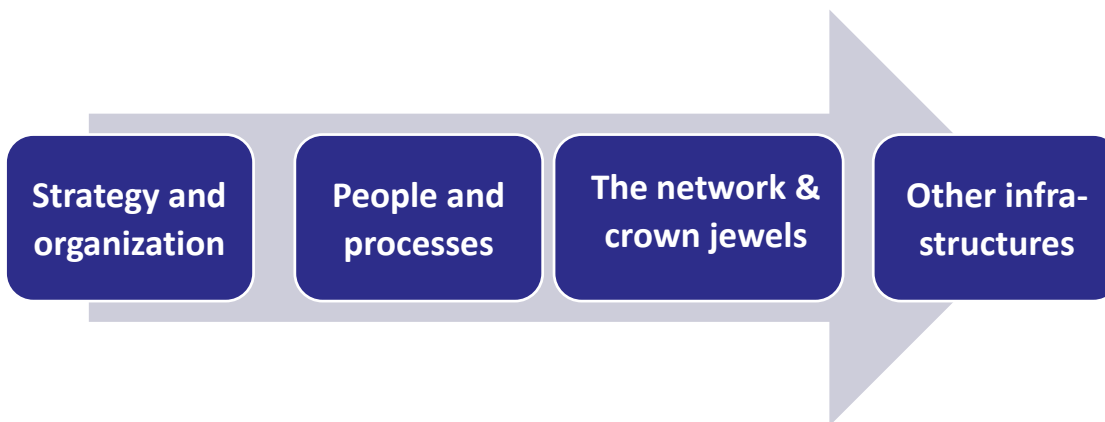 Strategy and
organization
People and
processes
The network &
crown jewels
Other infra-
structures